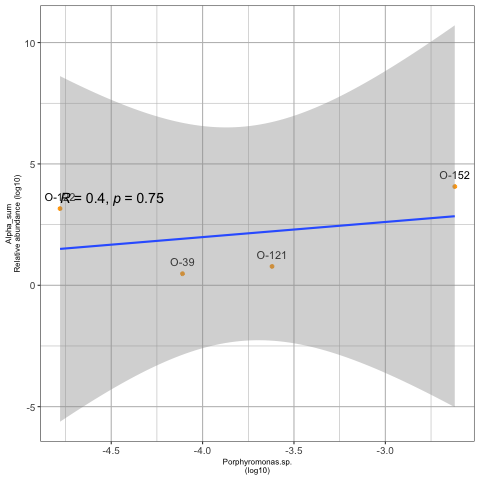 10
5
0
-5
Alpha_sum
Relative abundance (log10)
O-152
R = 0.4, p = 0.75
O-39
O-121
-4.5
-4.0
-3.5
-3.0
Porphyromonas.sp.
(log10)